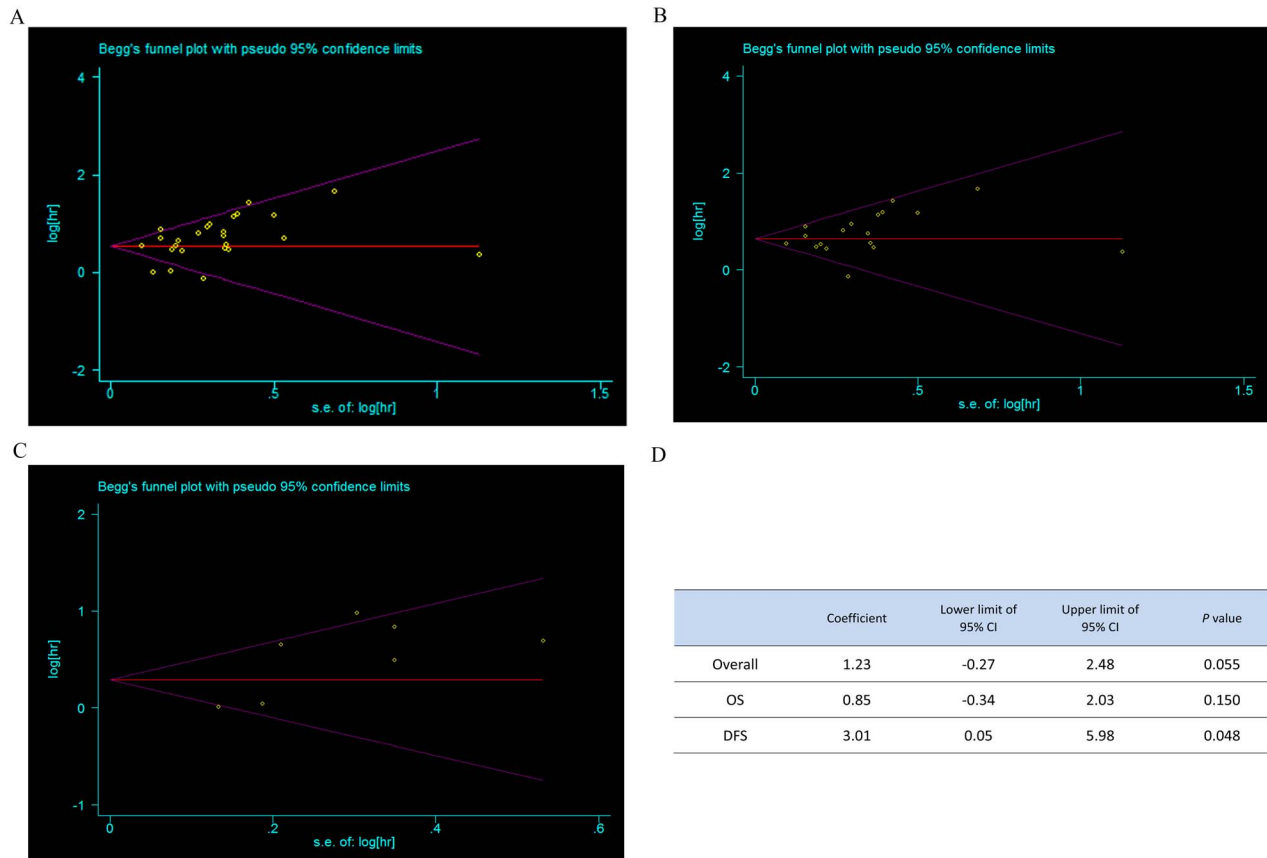 A
Begg's funnel plot with pseudo 95% confidence limits
4
2
0
-2
log[hr]
0
.5
1
1.5
s.e. of: log[hr]
B
Begg's funnel plot with pseudo 95% confidence limits
4
2
0
-2
log[hr]
0
.5
1
1.5
s.e. of: log[hr]
C
Begg's funnel plot with pseudo 95% confidence limits
2
1
0
-1
log[hr]
0
.2
.4
.6
s.e. of: log[hr]
D
Coefficient
Lower limit of
95% CI
Upper limit of
95% CI
P value
Overall 1.23 -0.27 2.48 0.055
OS 0.85 -0.34 2.03 0.150
DFS 3.01 0.05 5.98 0.048